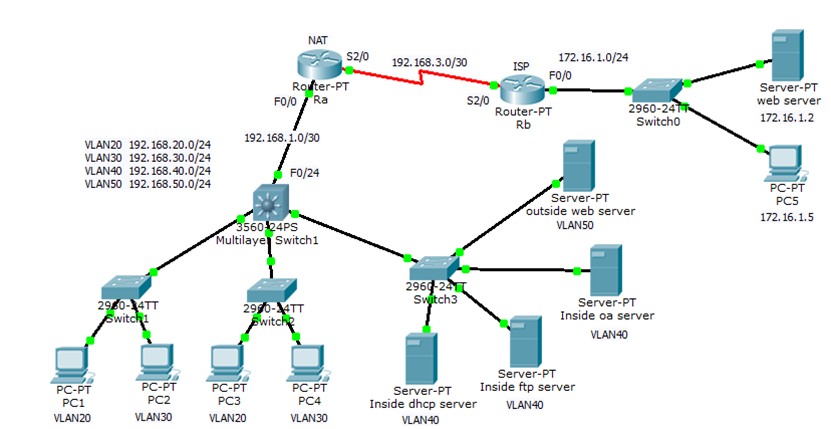 NAT
S2/0
Router-PT
Ra
F0/0
192.168.3.0/30
ISP
S2/0
F0/0
Router-PT
Rb
172.16.1.0/24
2960-24TT
Switch0
Server-PT
web server
172.16.1.2
PC-PT
PC5
172.16.1.5
192.168.1.0/30
VLAN20 192.168.20.0/24
VLAN30 192.168.30.0/24
VLAN40 192.168.40.0/24
VLAN50 192.168.50.0/24
F0/24
3560-24PS
Multilayer Switch1
Server-PT
outside web server
VLAN50
2960-24TT
Switch1
2960-24TT
Switch2
2960-24TT
Switch3
Server-PT
Inside oa server
VLAN40
PC-PT
PC1
VLAN20
PC-PT
PC2
VLAN30
PC-PT
PC3
VLAN20
PC-PT
PC4
VLAN30
Server-PT
Inside dhcp server
VLAN40
Server-PT
Inside ftp server
VLAN40